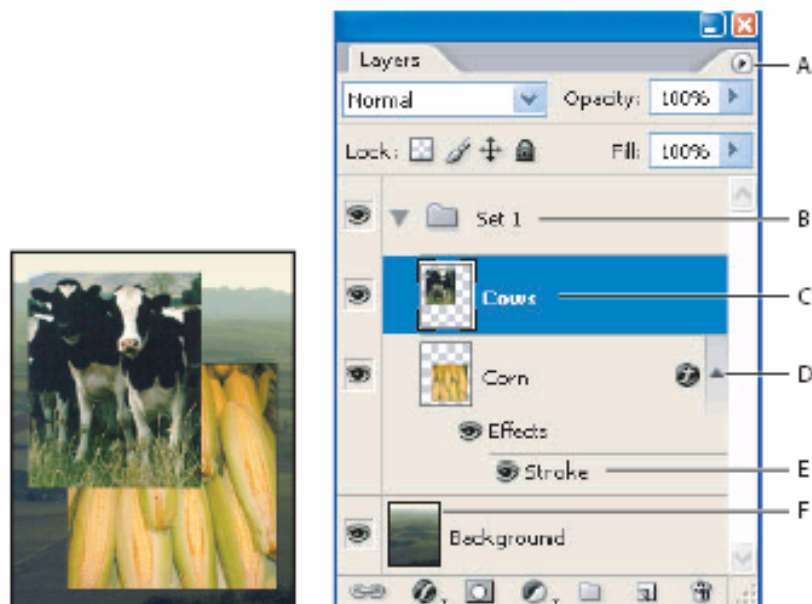 Layers
A
Normal
Opacity: 100%
Lock: Fill: 100%
Set 1
B
Cows
C
Corn
D
Effects
Stroke
E
F
Background